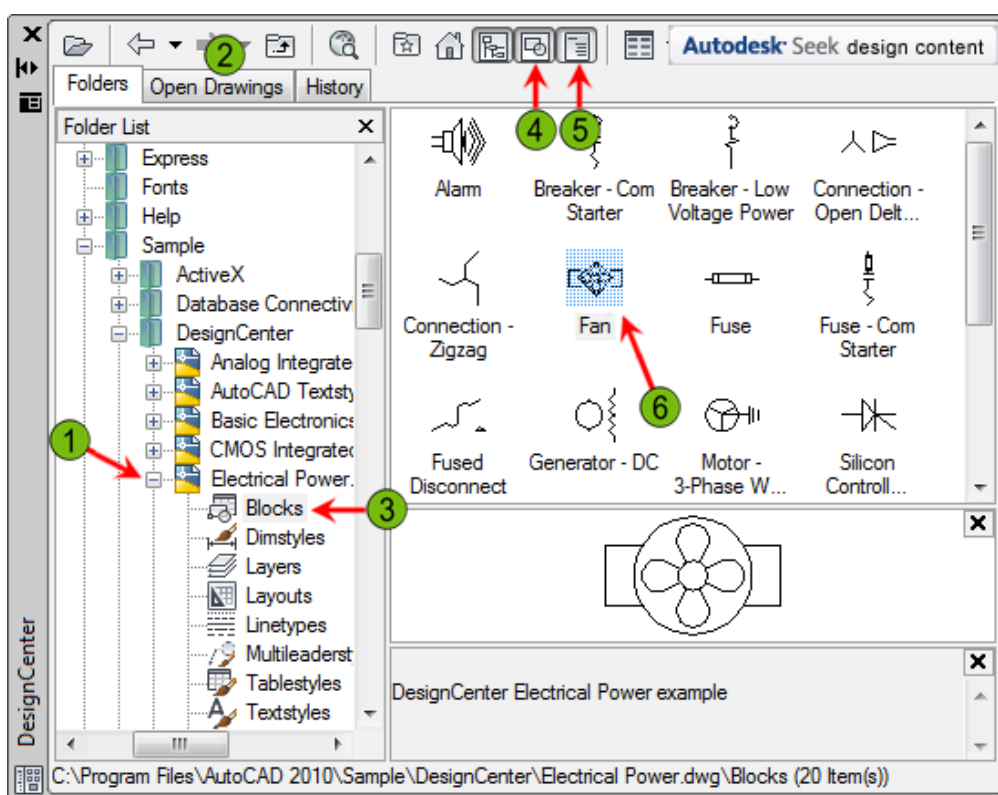 Autodesk Seek design content
2
Folders Open Drawings History
4 5
Folder List
Express
Fonts
Help
Sample
ActiveX
Database Connectiv
DesignCenter
Analog Integrate
AutoCAD Textsty
Basic Electronics
CMOS Integrated
1
Electrical Power.
Blocks
3
Dimstyles
Layers
Layouts
Linetypes
Multileaderst
Tablestyles
Textstyles
Alarm
Breaker - Com
Starter
Breaker - Low
Voltage Power
Connection -
Open Delt...
Connection -
Zigzag
Fan
Fuse
Fuse - Com
Starter
6
Fused
Disconnect
Generator - DC
Motor -
3-Phase W...
Silicon
Controll...
DesignCenter Electrical Power example
DesignCenter
C:\Program Files\AutoCAD 2010\Sample\DesignCenter\Electrical Power.dwg\Blocks (20 Item(s))